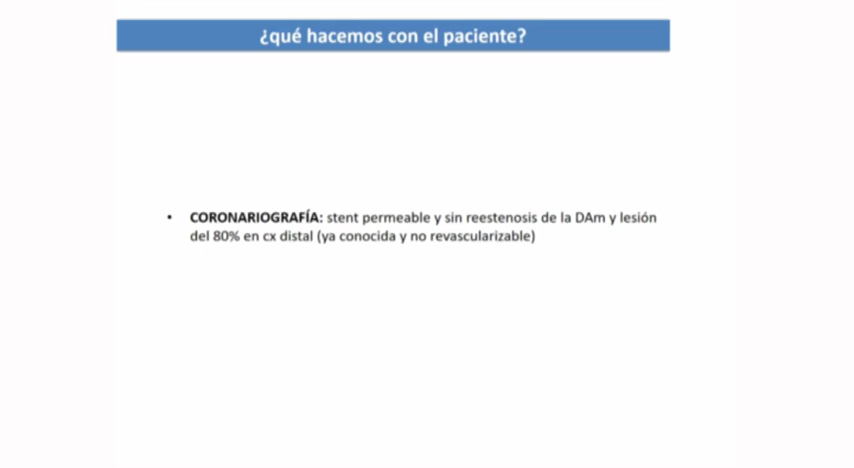 ¿qué hacemos con el paciente?
• CORONARIOGRAFÍA: stent permeable y sin reestenosis de la DAm y lesión
del 80% en cx distal (ya conocida y no revascularizable)